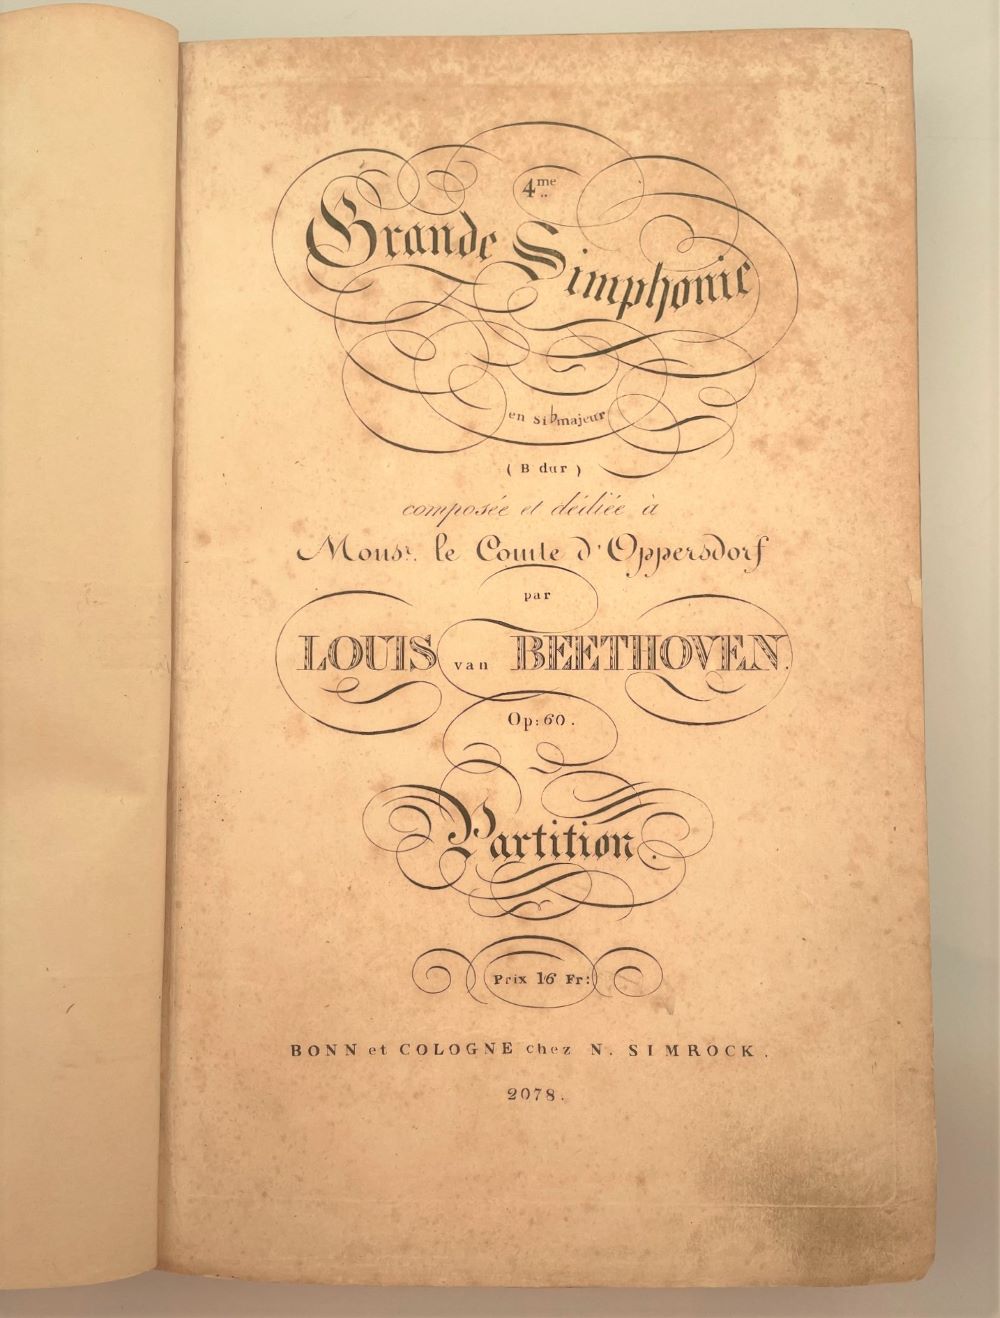 4me
Grande Simphonie
en si♭majeur
( B dur )
composée et dédiée à
Monsr. le Comte d'Oppersdorf
par
LOUIS van BEETHOVEN.
Op: 60.
Partition.
Prix 16 Fr:
BONN et COLOGNE chez N. SIMROCK.
2078.